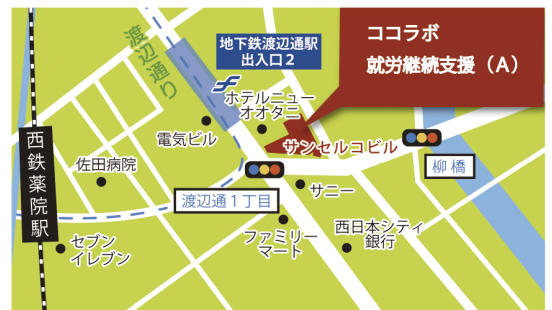 ココラボ
就労継続支援（A）
地下鉄渡辺通駅
出入口2
渡辺通り
ホテルニュー
オオタニ
電気ビル
サンセルコビル
西鉄薬院駅
佐田病院
柳橋
渡辺通1丁目
サニー
セブン
イレブン
ファミリー
マート
西日本シティ
銀行